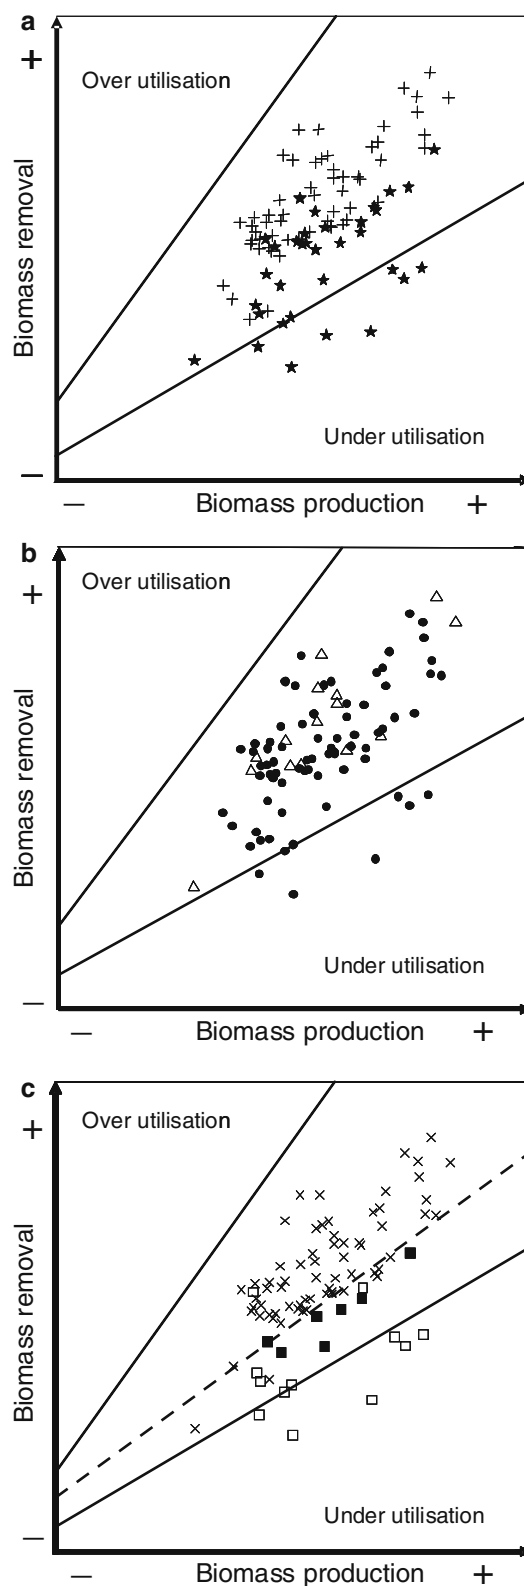 a
+
Over utilisation
Biomass removal
Under utilisation
—
— Biomass production +
b
Over utilisation
+
Biomass removal
Under utilisation
—
— Biomass production +
c
Over utilisation
+
Biomass removal
Under utilisation
—
— Biomass production +